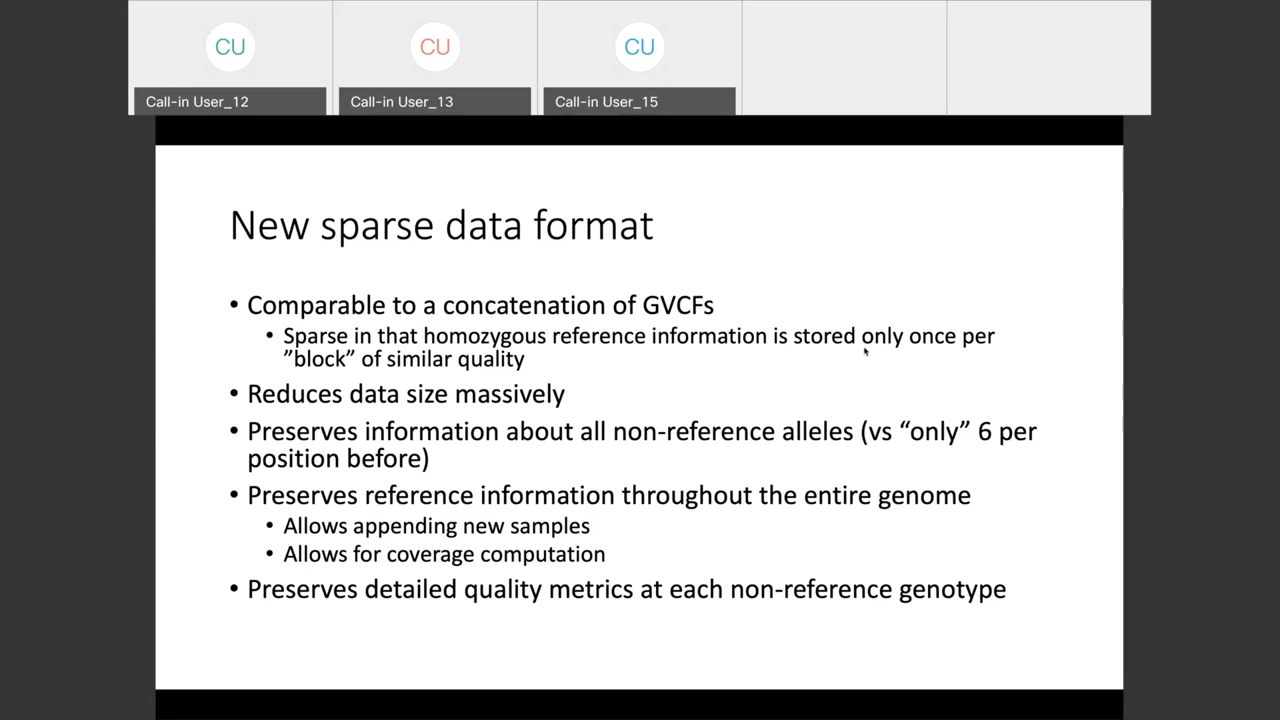 CU CU CU
Call-in User_12 Call-in User_13 Call-in User_15
New sparse data format
• Comparable to a concatenation of GVCFs
• Sparse in that homozygous reference information is stored only once per
”block” of similar quality
• Reduces data size massively
• Preserves information about all non-reference alleles (vs “only” 6 per
position before)
• Preserves reference information throughout the entire genome
• Allows appending new samples
• Allows for coverage computation
• Preserves detailed quality metrics at each non-reference genotype